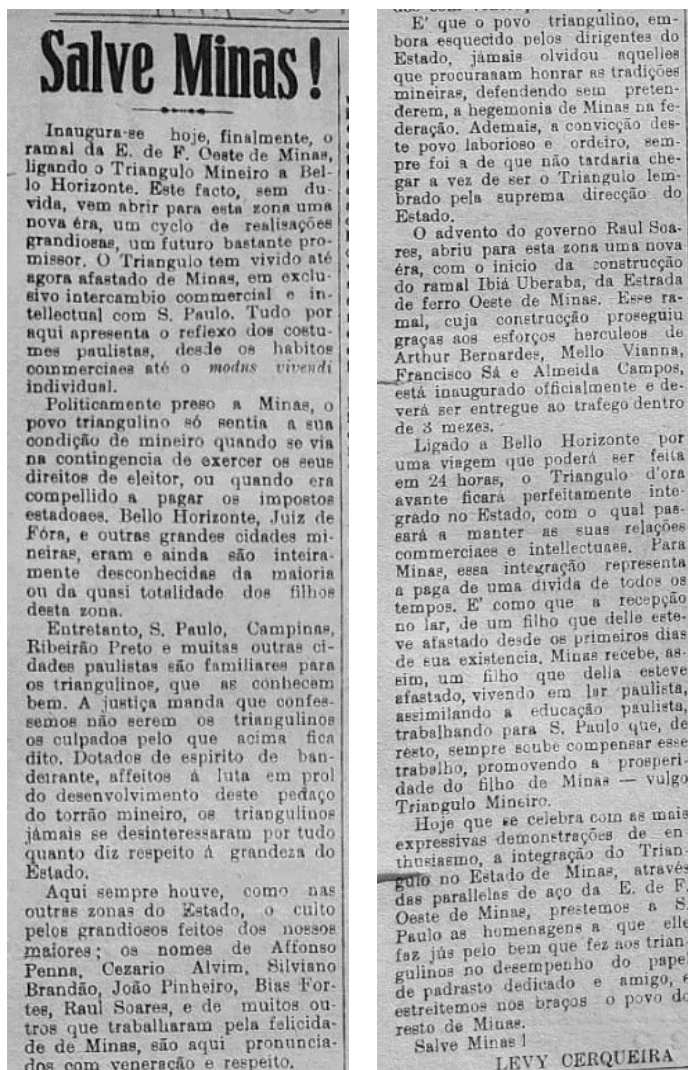 Salve Minas!
Inaugura-se hoje, finalmente, o
ramal da E. de F. Oeste de Minas,
ligando o Triangulo Mineiro a Bel-
lo Horizonte. Este facto, sem du-
vida, vem abrir para esta zona uma
nova éra, um cyclo de realisações
grandiosas, um futuro bastante pro-
missor. O Triangulo tem vivido até
agora afastado de Minas, em exclu-
sivo intercambio commercial e in-
tellectual com S. Paulo. Tudo por
aqui apresenta o reflexo dos costu-
mes paulistas, desde os habitos
commerciaes até o modus vivendi
individual.
Politicamente preso a Minas, o
povo triangulino só sentia a sua
condição de mineiro quando se via
na contingencia de exercer os seus
direitos de eleitor, ou quando era
compellido a pagar os impostos
estadoaes. Bello Horizonte, Juiz de
Fóra, e outras grandes cidades mi-
neiras, eram e ainda são inteira-
mente desconhecidas da maioria
ou da quasi totalidade dos filhos
desta zona.
Entretanto, S. Paulo, Campinas,
Ribeirão Preto e muitas outras ci-
dades paulistas são familiares para
os triangulinos, que as conhecem
bem. A justiça manda que confes-
semos não serem os triangulinos
os culpados pelo que acima fica
dito. Dotados de espirito de ban-
deirante, affeitos á luta em prol
do desenvolvimento deste pedaço
do torrão mineiro, os triangulinos
jámais se desinteressaram por tudo
quanto diz respeito á grandeza do
Estado.
Aqui sempre houve, como nas
outras zonas do Estado, o culto
pelos grandiosos feitos dos nossos
maiores; os nomes de Affonso
Penna, Cezario Alvim, Silviano
Brandão, João Pinheiro, Bias For-
tes, Raul Soares, e de muitos ou-
tros que trabalharam pela felicida-
de de Minas, são aqui pronuncia-
dos com veneração e respeito.
E' que o povo triangulino, em-
bora esquecido pelos dirigentes do
Estado, jámais olvidou aquelles
que procuraaam honrar as tradições
mineiras, defendendo sem preten-
derem, a hegemonia de Minas na fe-
deração. Ademais, a convicção des-
te povo laborioso e ordeiro, sem-
pre foi a de que não tardaria che-
gar a vez de ser o Triangulo lem-
brado pela suprema direcção do
Estado.
O advento do governo Raul Soa-
res, abriu para esta zona uma nova
éra, com o inicio da construcção
do ramal Ibiá Uberaba, da Estrada
de ferro Oeste de Minas. Esse ra-
mal, cuja construcção proseguiu
graças aos esforços herculeos de
Arthur Bernardes, Mello Vianna,
Francisco Sá e Almeida Campos,
está inaugurado officialmente e de-
verá ser entregue ao trafego dentro
de 3 mezes.
Ligado a Bello Horizonte por
uma viagem que poderá ser feita
em 24 horas, o Triangulo d'ora
avante ficará perfeitamente inte-
grado no Estado, com o qual pas-
sará a manter as suas relações
commerciaes e intellectuaes. Para
Minas, essa integração representa
a paga de uma divida de todos os
tempos. E' como que a recepção
no lar, de um filho que delle este-
ve afastado desde os primeiros dias
de sua existencia. Minas recebe, as-
sim, um filho que della esteve
afastado, vivendo em lar paulista,
assimilando a educação paulista,
trabalhando para S. Paulo que, de
résto, sempre soube compensar esse
trabalho, promovendo a prosperi-
dade do filho de Minas — vulgo
Triangulo Mineiro.
Hoje que se celebra com as mais
expressivas demonstrações de en-
thusiasmo, a integração do Trian-
gulo no Estado de Minas, através
das parallelas de aço da E. de F.
Oeste de Minas, prestemos a S.
Paulo as homenagens a que elle
faz jús pelo bem que fez aos trian-
gulinos no desempenho do papel
de padrasto dedicado e amigo, e
estreitemos nos braços o povo do
resto de Minas.
Salve Minas!
LEVY CERQUEIRA